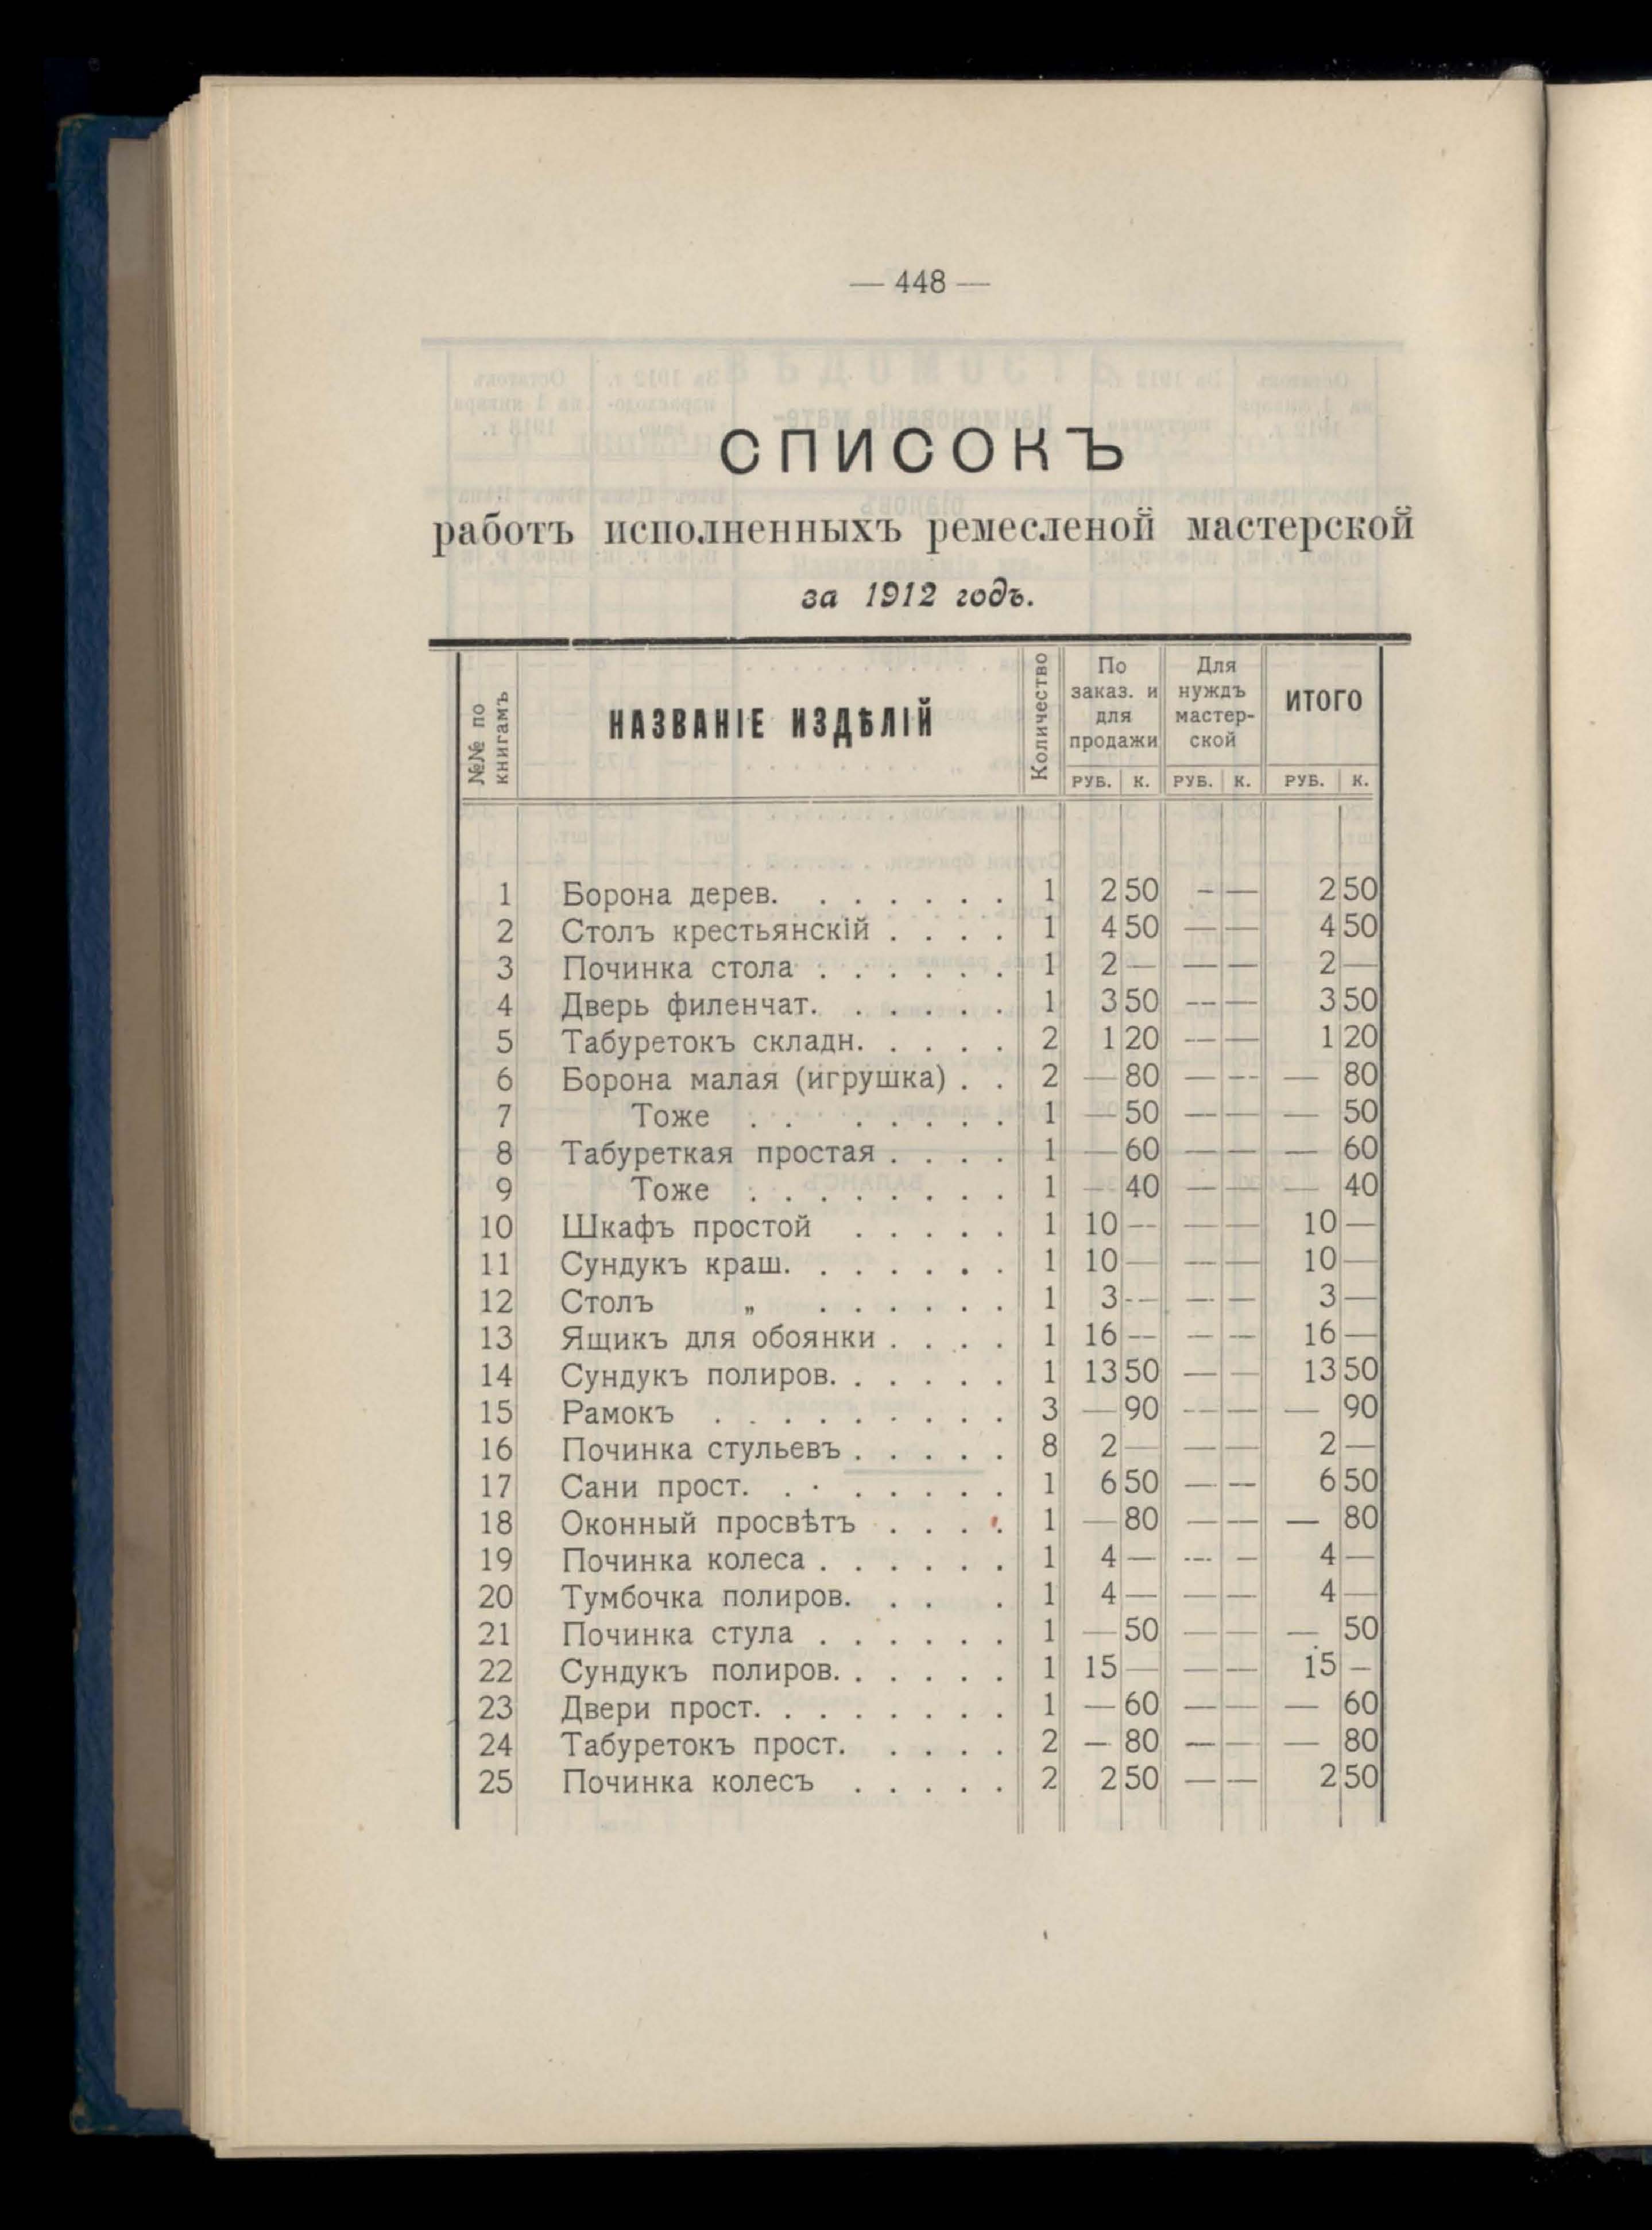 — 448 —
СПИСОКЪ
работъ исполненныхъ ремесленой мастерской
за 1912 годъ.
№№ по книгамъ | НАЗВАНІЕ ИЗДѢЛІЙ | Количество | По заказ. и для продажи | Для нуждъ мастерской | ИТОГО
РУБ. | К. | РУБ. | К. | РУБ. | К.
1 Борона дерев. . . . . . . 1 2 50 — — 2 50
2 Столъ крестьянскій . . . . 1 4 50 — — 4 50
3 Починка стола . . . . . . 1 2 — — — 2 —
4 Дверь филенчат. . . . . . 1 3 50 — — 3 50
5 Табуретокъ складн. . . . . 2 1 20 — — 1 20
6 Борона малая (игрушка) . . 2 — 80 — — — 80
7 Тоже . . . . . . . 1 — 50 — — — 50
8 Табуреткая простая . . . . 1 — 60 — — — 60
9 Тоже . . . . . . . . 1 — 40 — — — 40
10 Шкафъ простой . . . . . 1 10 — — — 10 —
11 Сундукъ краш. . . . . . . 1 10 — — — 10 —
12 Столъ „ . . . . . . 1 3 — — — 3 —
13 Ящикъ для обоянки . . . . 1 16 — — — 16 —
14 Сундукъ полиров. . . . . . 1 13 50 — — 13 50
15 Рамокъ . . . . . . . . . 3 — 90 — — — 90
16 Починка стульевъ . . . . . 8 2 — — — 2 —
17 Сани прост. . . . . . . . 1 6 50 — — 6 50
18 Оконный просвѣтъ . . . . 1 — 80 — — — 80
19 Починка колеса . . . . . . 1 4 — — — 4 —
20 Тумбочка полиров. . . . 1 4 — — — 4 —
21 Починка стула . . . . . . 1 — 50 — — — 50
22 Сундукъ полиров. . . . . . 1 15 — — — 15 —
23 Двери прост. . . . . . . . 1 — 60 — — — 60
24 Табуретокъ прост. . . . . 2 — 80 — — — 80
25 Починка колесъ . . . . . 2 2 50 — — 2 50